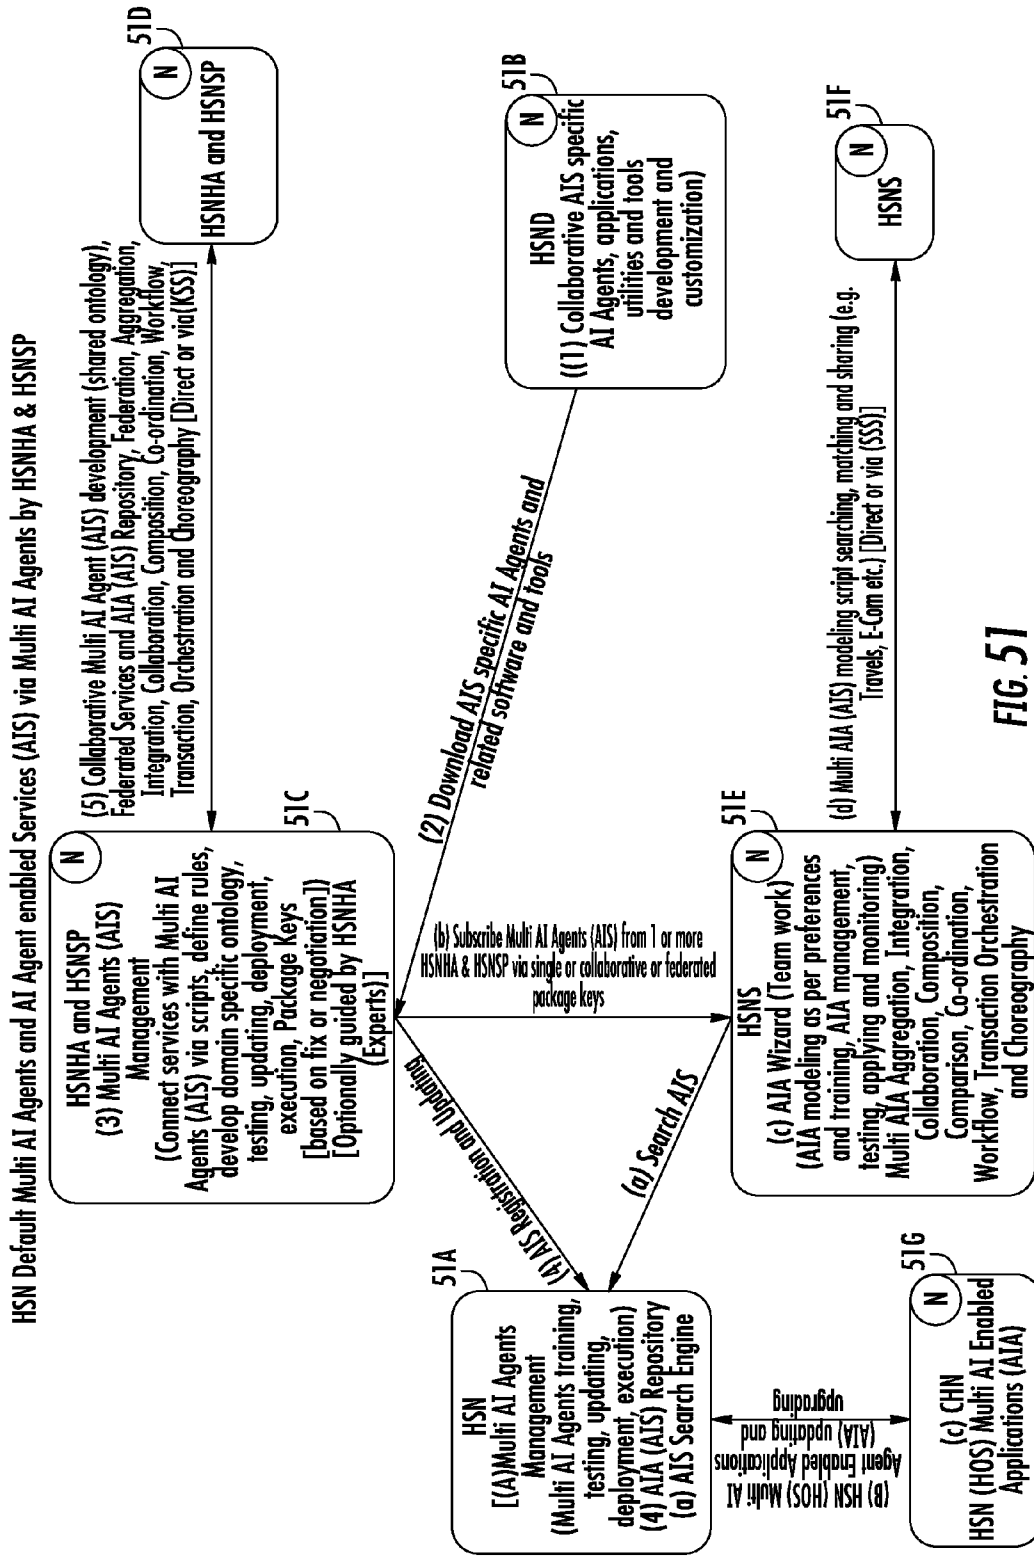 HSN Default Multi AI Agents and AI Agent enabled Services (AIS) via Multi AI Agents by HSNHA & HSNSP
51A
HSN
[(A)Multi AI Agents
Management
(Multi AI Agents training,
testing, updating,
deployment, execution)
(4) AIA (AIS) Repository
(a) AIS Search Engine
(4) AIS Registration and Updating
(a) Search AIS
(B) HSN (HOS) Multi AI
Agent Enabled Applications
(AIA) updating and
upgrading
51G
N
(c) CHN
HSN (HOS) Multi AI Enabled
Applications (AIA)
51C
N
HSNHA and HSNSP
(3) Multi AI Agents (AIS)
Management
(Connect services with Multi AI
Agents (AIS) via scripts, define rules,
develop domain specific ontology,
testing, updating, deployment,
execution, Package Keys
[based on fix or negotiation])
[Optionally guided by HSNHA
(Experts)]
(b) Subscribe Multi AI Agents (AIS) from 1 or more
HSNHA & HSNSP via single or collaborative or federated
package keys
51E
N
HSNS
(c) AIA Wizard (Team work)
(AIA modeling as per preferences
and training, AIA management,
testing, applying and monitoring)
Multi AIA Aggregation, Integration,
Collaboration, Composition,
Comparison, Co-ordination,
Workflow, Transaction Orchestration
and Choreography
(5) Collaborative Multi AI Agent (AIS) development (shared ontology),
Federated Services and AIA (AIS) Repository, Federation, Aggregation,
Integration, Collaboration, Composition, Co-ordination, Workflow,
Transaction, Orchestration and Choreography [Direct or via(KSS)]
(2) Download AIS specific AI Agents and
related software and tools
(d) Multi AIA (AIS) modeling script searching, matching and sharing (e.g.
Travels, E-Com etc.) [Direct or via (SSS)]
51D
N
HSNHA and HSNSP
51B
N
HSND
((1) Collaborative AIS specific
AI Agents, applications,
utilities and tools
development and
customization)
51F
N
HSNS
FIG. 51